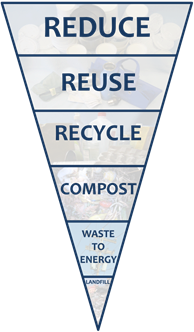 REDUCE
REUSE
RECYCLE
COMPOST
WASTE
TO
ENERGY
LANDFILL